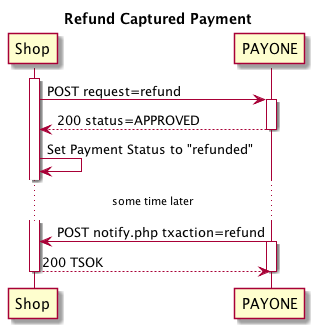 Refund Captured Payment
Shop
PAYONE
POST request=refund
200 status=APPROVED
Set Payment Status to "refunded"
some time later
POST notify.php txaction=refund
200 TSOK
Shop
PAYONE